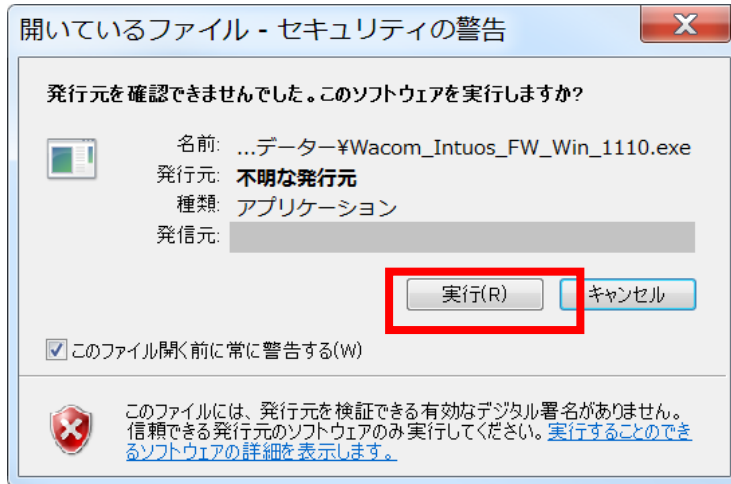 開いているファイル - セキュリティの警告
発行元を確認できませんでした。このソフトウェアを実行しますか?
名前: ...データー¥Wacom_Intuos_FW_Win_1110.exe
発行元: 不明な発行元
種類: アプリケーション
発信元:
実行(R) キャンセル
このファイル開く前に常に警告する(W)
このファイルには、発行元を検証できる有効なデジタル署名がありません。
信頼できる発行元のソフトウェアのみ実行してください。実行することのでき
るソフトウェアの詳細を表示します。